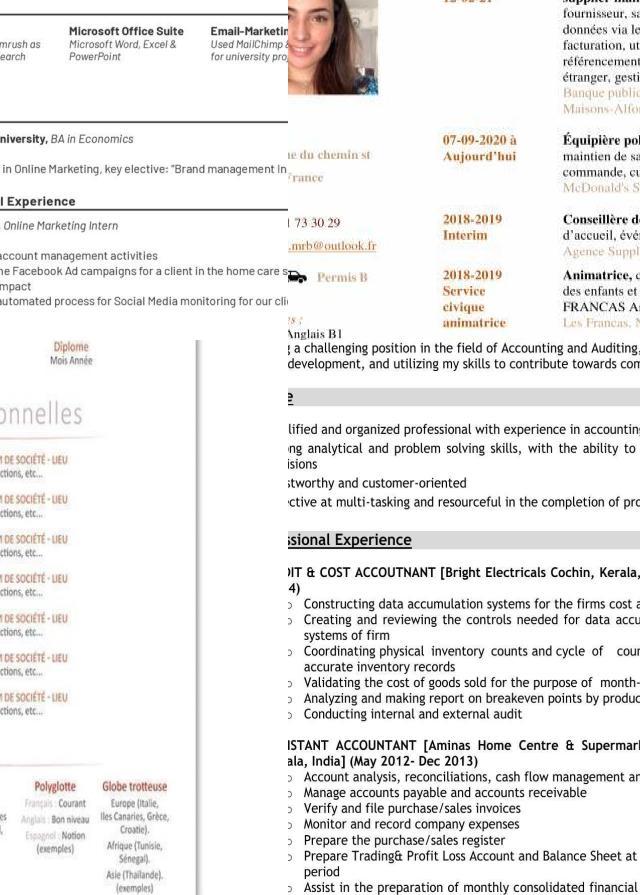 Microsoft Office Suite
Microsoft Word, Excel &
PowerPoint
Email-Marketin
Used MailChimp &
for university pro
mrush as
earch
niversity, BA in Economics
in Online Marketing, key elective: "Brand management In
l Experience
Online Marketing Intern
account management activities
ne Facebook Ad campaigns for a client in the home care s
mpact
automated process for Social Media monitoring for our cli
12-02-21
fournisseur, sa
données via le
facturation, ut
référencement
étranger, gesti
Banque public
Maisons-Alfo
ue du chemin st
France
1 73 30 29
.mrb@outlook.fr
Permis B
s :
Anglais B1
07-09-2020 à
Aujourd'hui
Équipière pol
maintien de sa
commande, cu
McDonald's S
2018-2019
Interim
Conseillère de
d'accueil, évé
Agence Suppl
2018-2019
Service
civique
animatrice
Animatrice, c
des enfants et
FRANCAS A
Les Francas, N
Diplome
Mois Année
onnelles
M DE SOCIÉTÉ - LIEU
ctions, etc...
M DE SOCIÉTÉ - LIEU
ctions, etc...
M DE SOCIÉTÉ - LIEU
ctions, etc...
M DE SOCIÉTÉ - LIEU
ctions, etc...
M DE SOCIÉTÉ - LIEU
ctions, etc...
M DE SOCIÉTÉ - LIEU
ctions, etc...
M DE SOCIÉTÉ - LIEU
ctions, etc...
Polyglotte
Français : Courant
Anglais : Bon niveau
Espagnol : Notion
(exemples)
Globe trotteuse
Europe (Italie,
Iles Canaries, Grèce,
Croatie).
Afrique (Tunisie,
Sénégal).
Asie (Thaïlande).
(exemples)
g a challenging position in the field of Accounting and Auditing,
development, and utilizing my skills to contribute towards com
e
lified and organized professional with experience in accounting
ong analytical and problem solving skills, with the ability to
isions
stworthy and customer-oriented
ective at multi-tasking and resourceful in the completion of pro
ssional Experience
DIT & COST ACCOUTNANT [Bright Electricals Cochin, Kerala,
4)
Constructing data accumulation systems for the firms cost a
Creating and reviewing the controls needed for data accu
systems of firm
Coordinating physical inventory counts and cycle of coun
accurate inventory records
Validating the cost of goods sold for the purpose of month-
Analyzing and making report on breakeven points by produc
Conducting internal and external audit
ISTANT ACCOUNTANT [Aminas Home Centre & Supermark
ala, India] (May 2012- Dec 2013)
Account analysis, reconciliations, cash flow management an
Manage accounts payable and accounts receivable
Verify and file purchase/sales invoices
Monitor and record company expenses
Prepare the purchase/sales register
Prepare Trading& Profit Loss Account and Balance Sheet at
period
Assist in the preparation of monthly consolidated financial